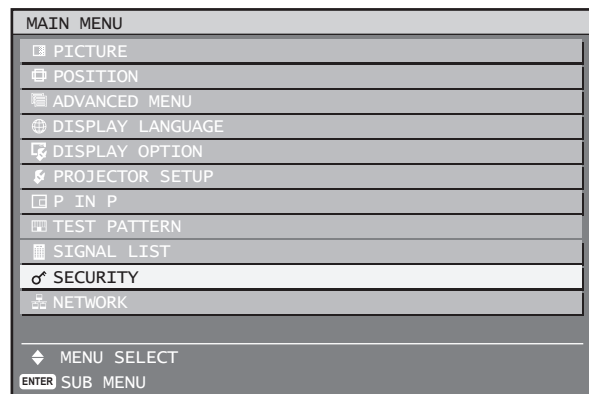 MAIN MENU
PICTURE
POSITION
ADVANCED MENU
DISPLAY LANGUAGE
DISPLAY OPTION
PROJECTOR SETUP
P IN P
TEST PATTERN
SIGNAL LIST
SECURITY
NETWORK
MENU SELECT
ENTER SUB MENU